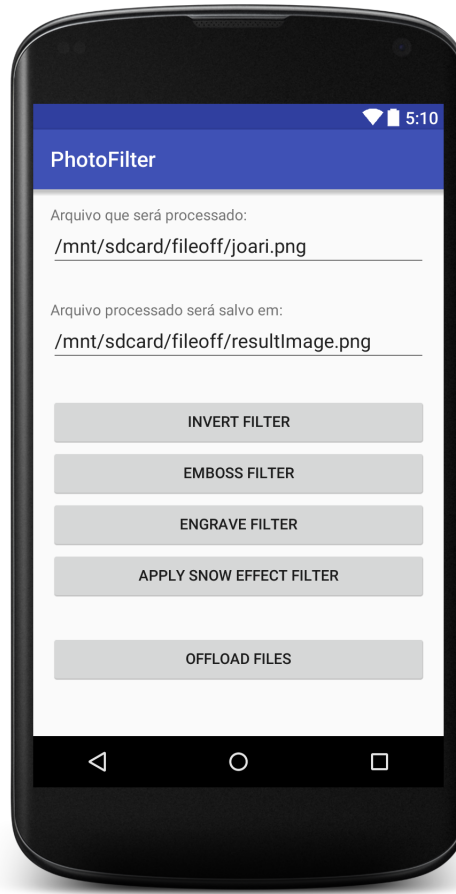 5:10
PhotoFilter
Arquivo que será processado:
/mnt/sdcard/fileoff/joari.png
Arquivo processado será salvo em:
/mnt/sdcard/fileoff/resultImage.png
INVERT FILTER
EMBOSS FILTER
ENGRAVE FILTER
APPLY SNOW EFFECT FILTER
OFFLOAD FILES